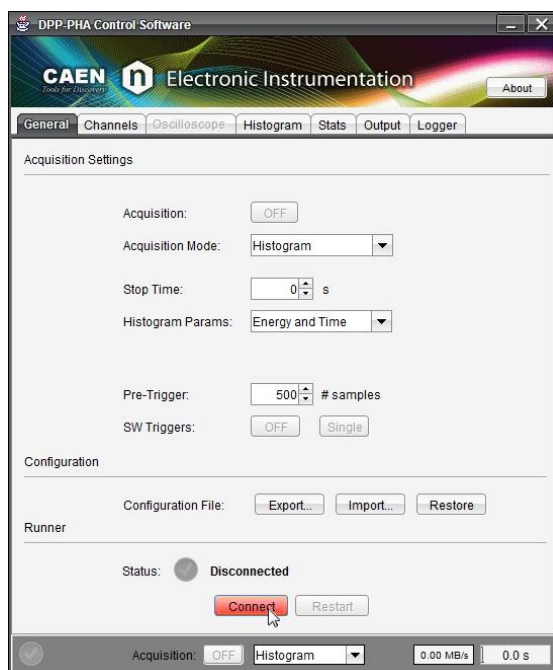 DPP-PHA Control Software
CAEN n Electronic Instrumentation
Tools for Discovery
About
General Channels Oscilloscope Histogram Stats Output Logger
Acquisition Settings
Acquisition: OFF
Acquisition Mode: Histogram
Stop Time: 0 s
Histogram Params: Energy and Time
Pre-Trigger: 500 # samples
SW Triggers: OFF Single
Configuration
Configuration File: Export... Import... Restore
Runner
Status: Disconnected
Connect Restart
Acquisition: OFF Histogram 0.00 MB/s 0.0 s